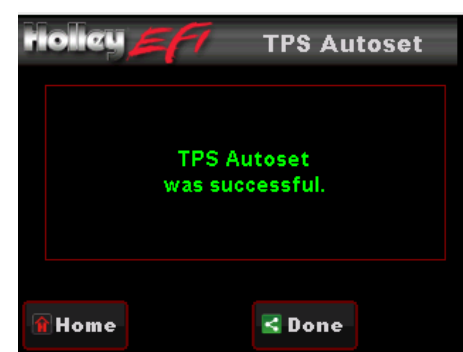 Holley EFI TPS Autoset
TPS Autoset
was successful.
Home Done